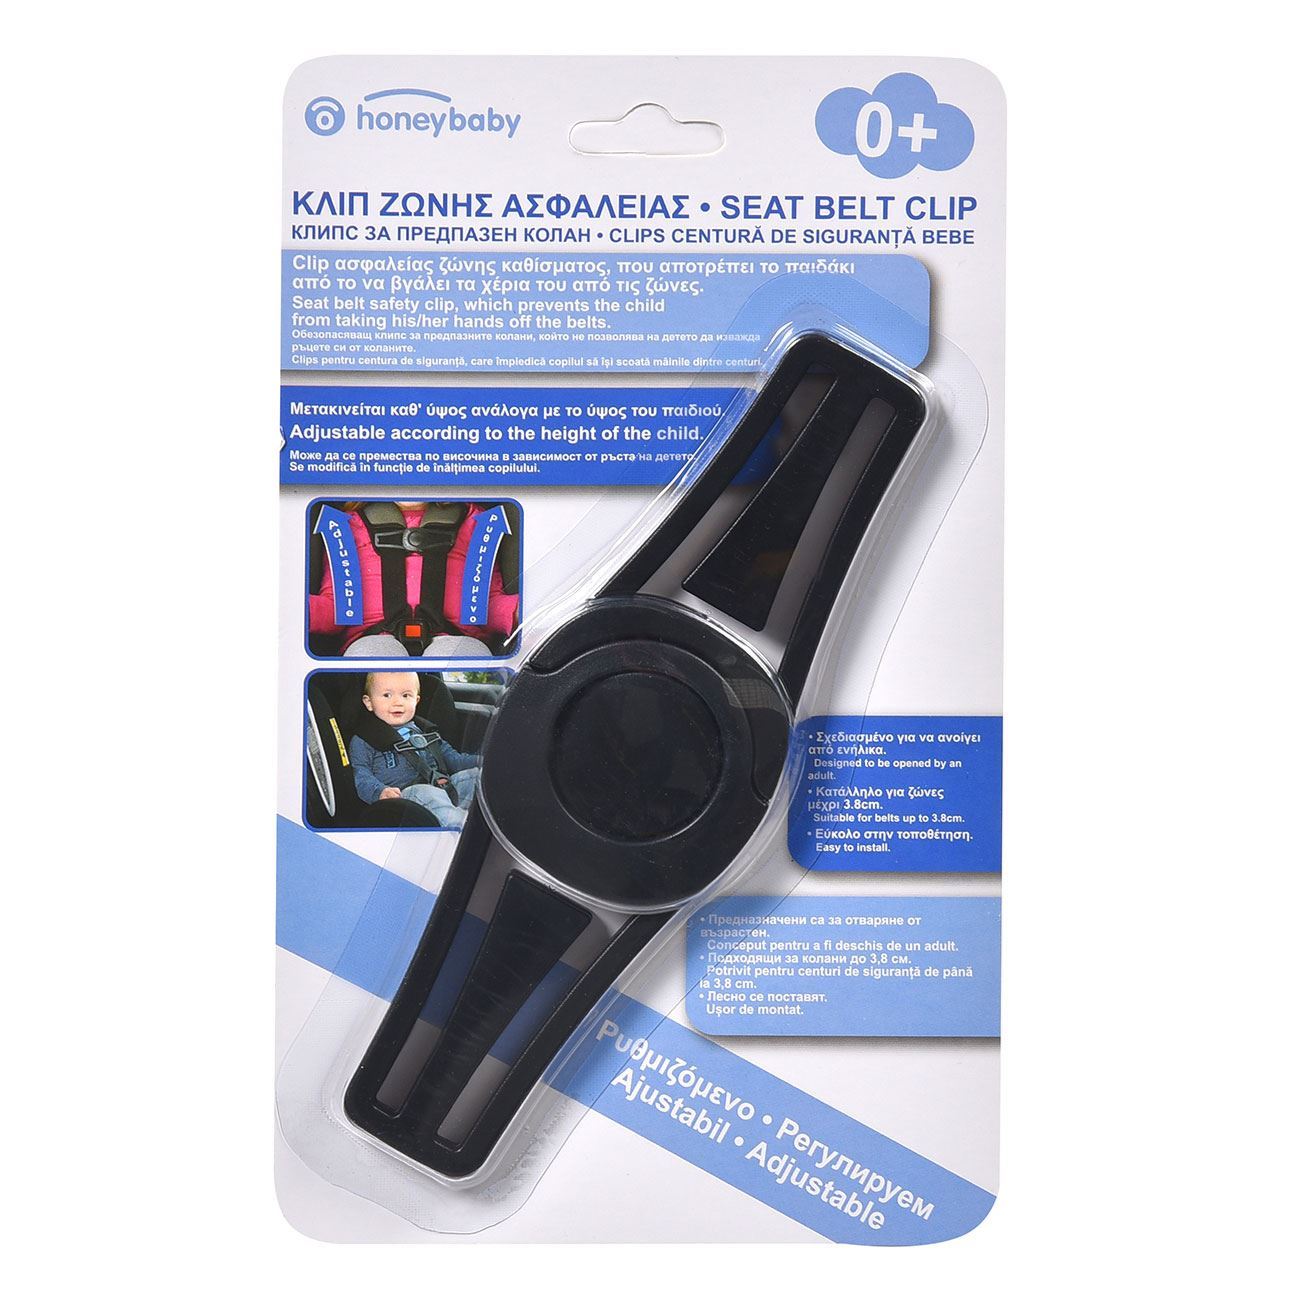 honeybaby
0+
ΚΛΙΠ ΖΩΝΗΣ ΑΣΦΑΛΕΙΑΣ • SEAT BELT CLIP
КЛИПС ЗА ПРЕДПАЗЕН КОЛАН • CLIPS CENTURĂ DE SIGURANȚĂ BEBE
Clip ασφαλείας ζώνης καθίσματος, που αποτρέπει το παιδάκι
από το να βγάλει τα χέρια του από τις ζώνες.
Seat belt safety clip, which prevents the child
from taking his/her hands off the belts.
Обезопасяващ клипс за предпазните колани, който не позволява на детето да изважда
ръцете си от коланите.
Clips pentru centura de siguranță, care împiedică copilul să își scoată mâinile dintre centuri.
Μετακινείται καθ' ύψος ανάλογα με το ύψος του παιδιού.
Adjustable according to the height of the child.
Може да се премества по височина в зависимост от ръста на детето.
Se modifică în funcție de înălțimea copilului.
Adjustable
Ρυθμιζόμενο
• Σχεδιασμένο για να ανοίγει
από ενήλικα.
Designed to be opened by an
adult.
• Κατάλληλο για ζώνες
μέχρι 3.8cm.
Suitable for belts up to 3.8cm.
• Εύκολο στην τοποθέτηση.
Easy to install.
• Предназначени са за отваряне от
възрастен.
Conceput pentru a fi deschis de un adult.
• Подходящи за колани до 3,8 см.
Potrivit pentru centuri de siguranță de până
la 3,8 cm.
• Лесно се поставят.
Ușor de montat.
Ρυθμιζόμενο • Регулируем
Ajustabil • Adjustable